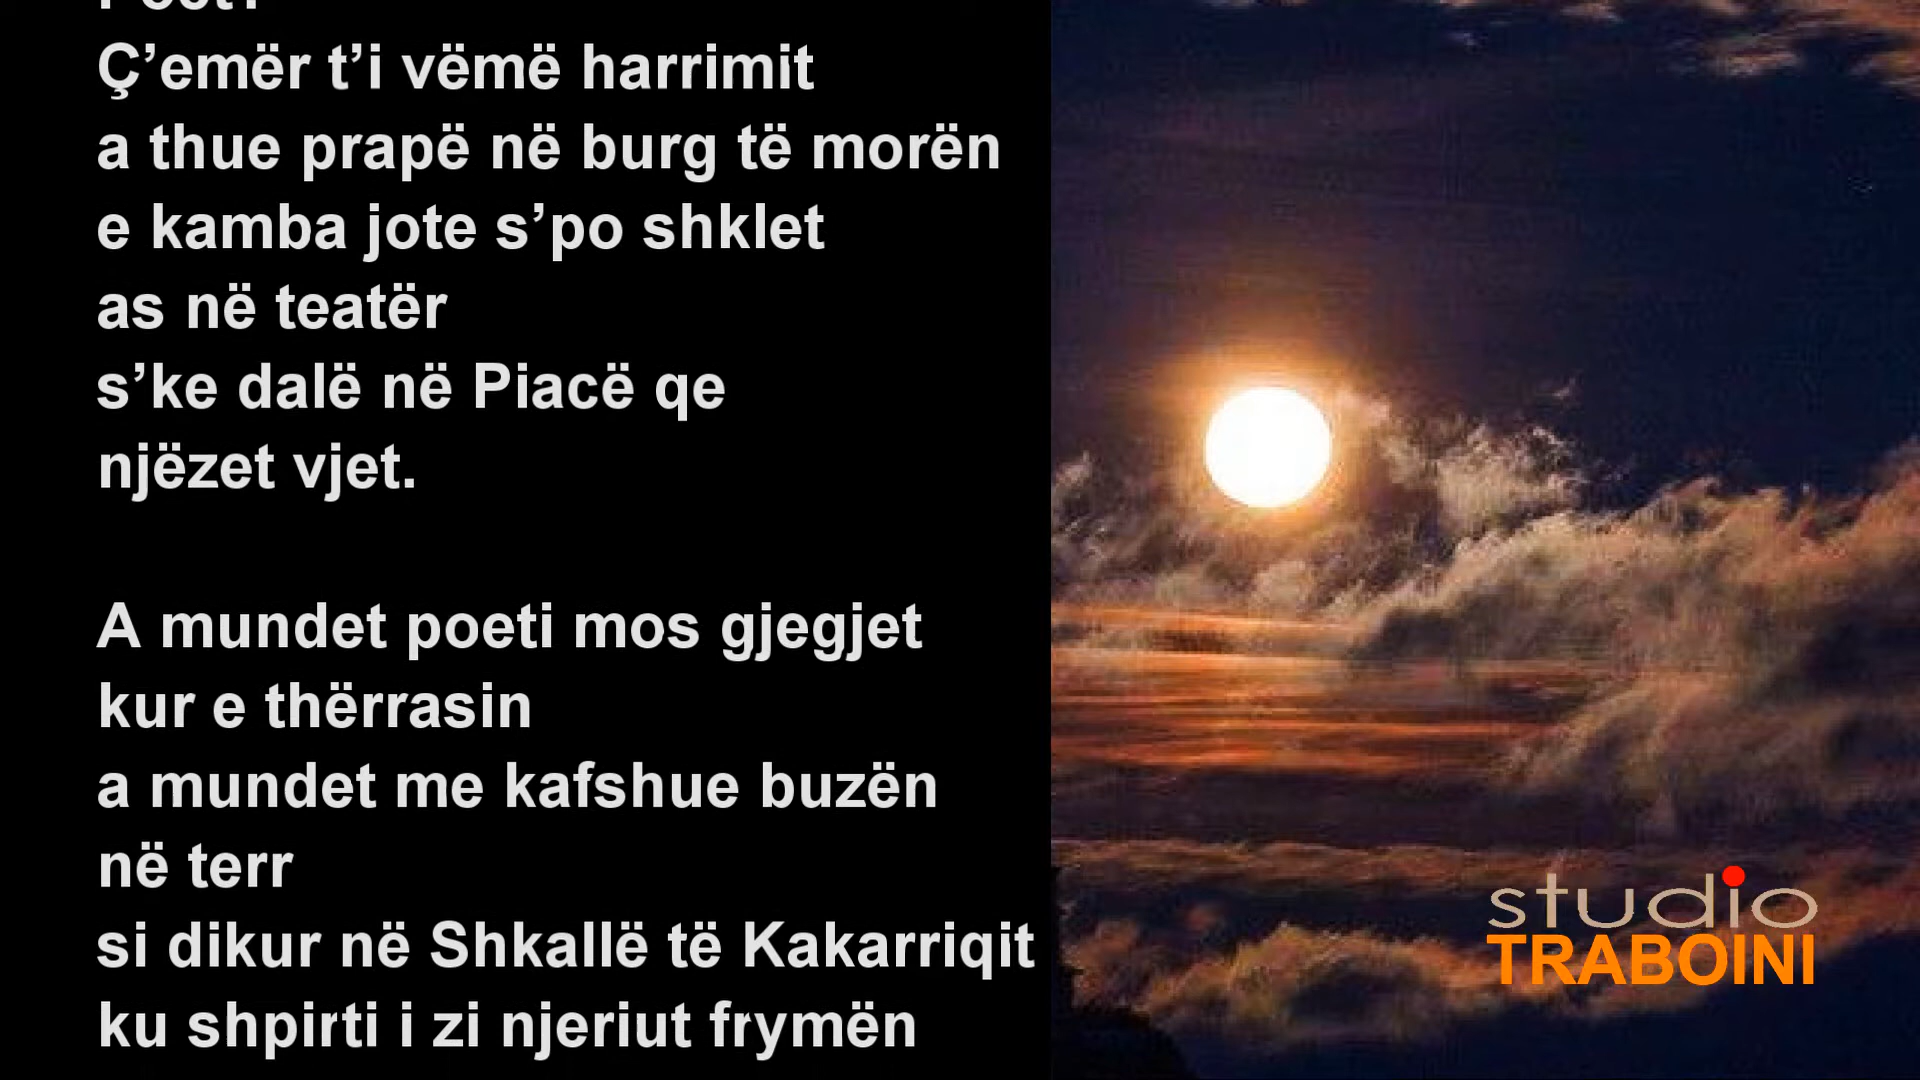 Poet?
Ç’emër t’i vëmë harrimit
a thue prapë në burg të morën
e kamba jote s’po shklet
as në teatër
s’ke dalë në Piacë qe
njëzet vjet.
A mundet poeti mos gjegjet
kur e thërrasin
a mundet me kafshue buzën
në terr
si dikur në Shkallë të Kakarriqit
ku shpirti i zi njeriut frymën
studio
TRABOINI